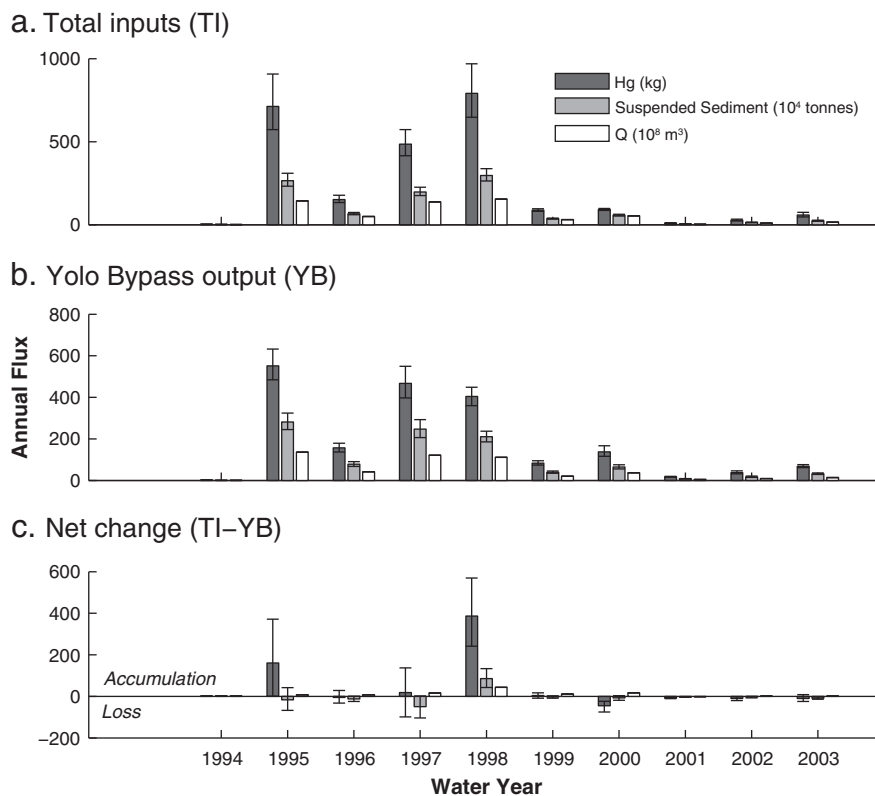 a. Total inputs (TI)
1000
500
0
Hg (kg)
Suspended Sediment (10⁴ tonnes)
Q (10⁸ m³)
b. Yolo Bypass output (YB)
Annual Flux
800
600
400
200
0
c. Net change (TI–YB)
600
400
200
0
−200
Accumulation
Loss
1994 1995 1996 1997 1998 1999 2000 2001 2002 2003
Water Year